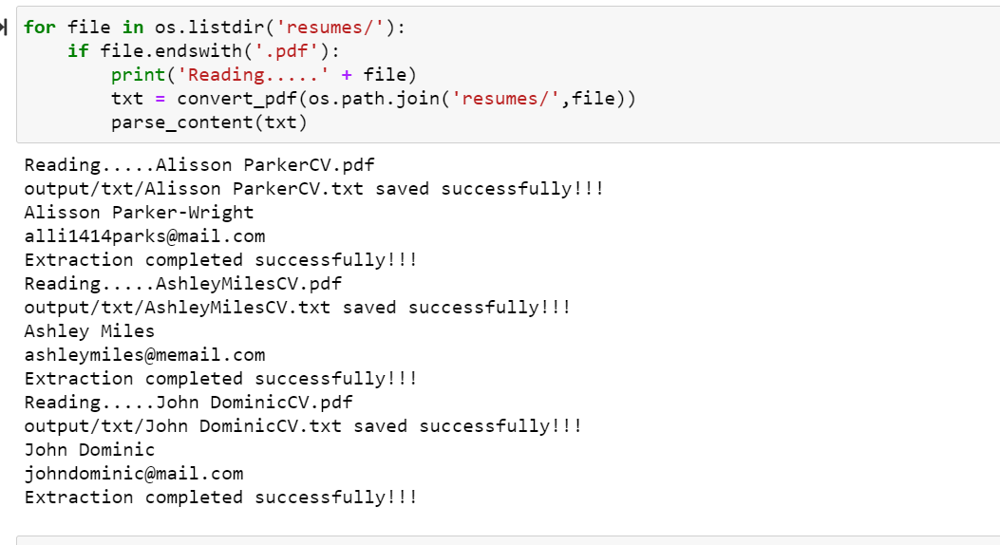 for file in os.listdir('resumes/'):
    if file.endswith('.pdf'):
        print('Reading.....' + file)
        txt = convert_pdf(os.path.join('resumes/',file))
        parse_content(txt)
Reading.....Alisson ParkerCV.pdf
output/txt/Alisson ParkerCV.txt saved successfully!!!
Alisson Parker-Wright
alli1414parks@mail.com
Extraction completed successfully!!!
Reading.....AshleyMilesCV.pdf
output/txt/AshleyMilesCV.txt saved successfully!!!
Ashley Miles
ashleymiles@memail.com
Extraction completed successfully!!!
Reading.....John DominicCV.pdf
output/txt/John DominicCV.txt saved successfully!!!
John Dominic
johndominic@mail.com
Extraction completed successfully!!!